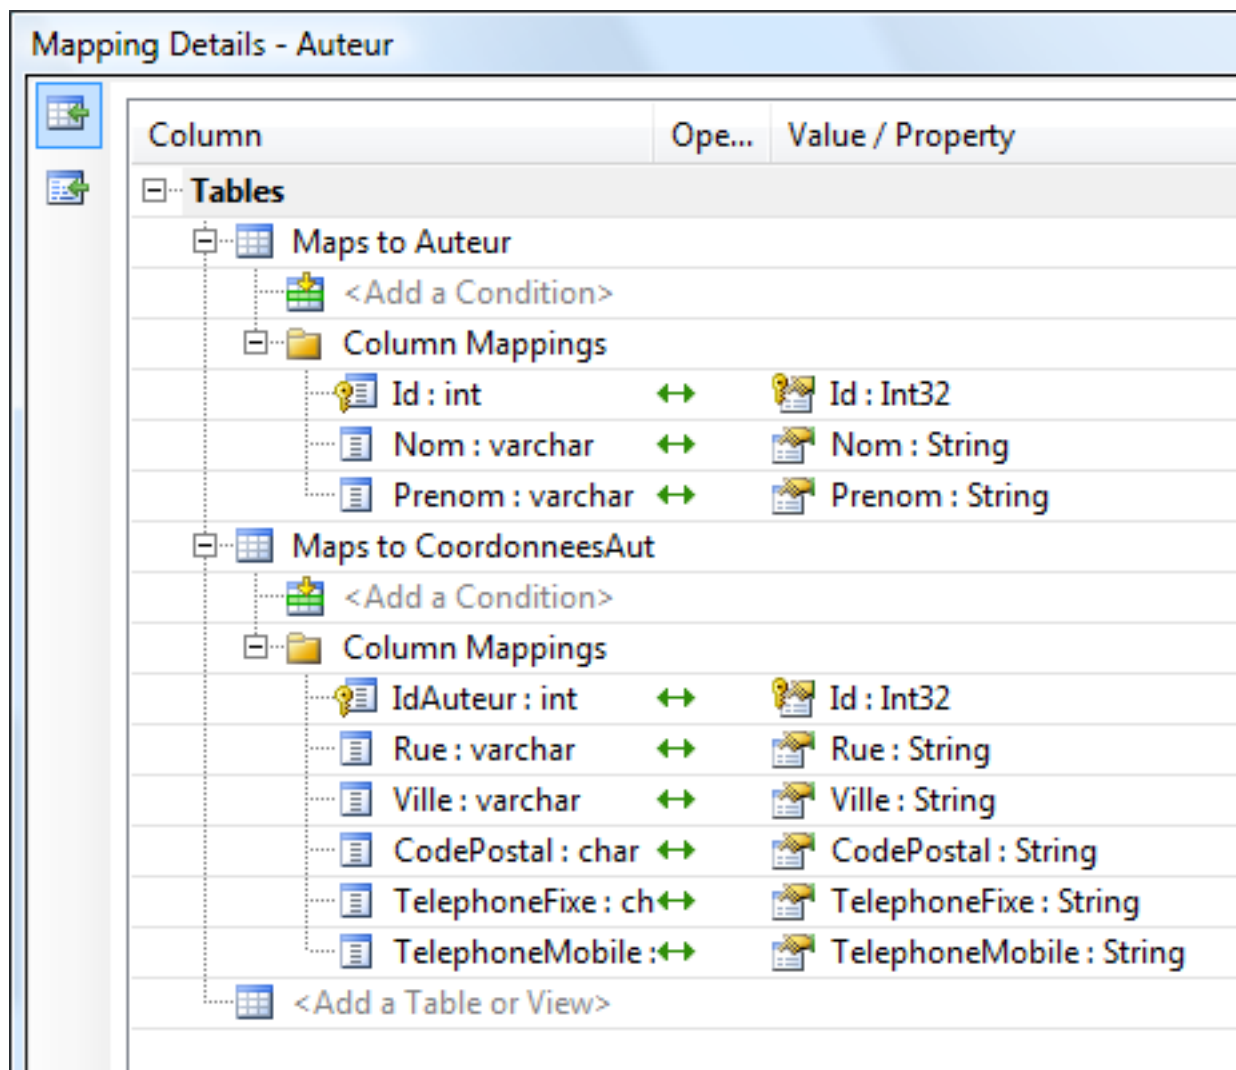 Mapping Details - Auteur
Column Ope... Value / Property
Tables
Maps to Auteur
<Add a Condition>
Column Mappings
Id : int Id : Int32
Nom : varchar Nom : String
Prenom : varchar Prenom : String
Maps to CoordonneesAut
<Add a Condition>
Column Mappings
IdAuteur : int Id : Int32
Rue : varchar Rue : String
Ville : varchar Ville : String
CodePostal : char CodePostal : String
TelephoneFixe : ch TelephoneFixe : String
TelephoneMobile : TelephoneMobile : String
<Add a Table or View>